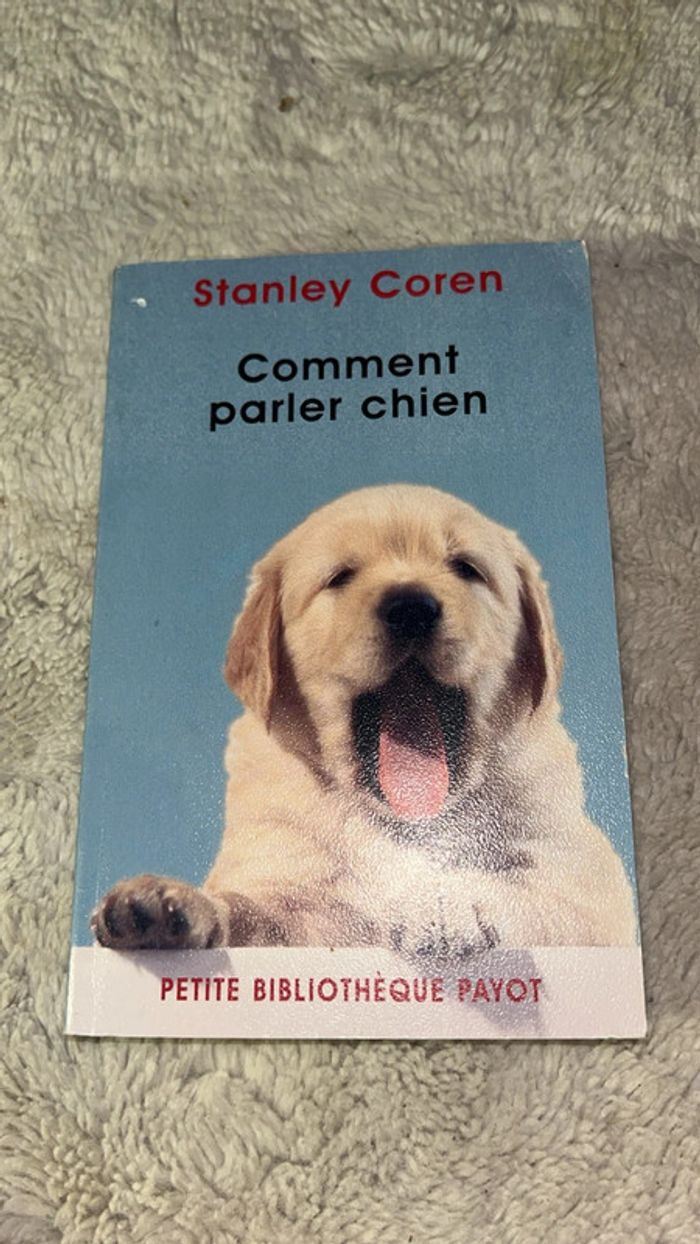 Stanley Coren
Comment
parler chien
PETITE BIBLIOTHÈQUE PAYOT